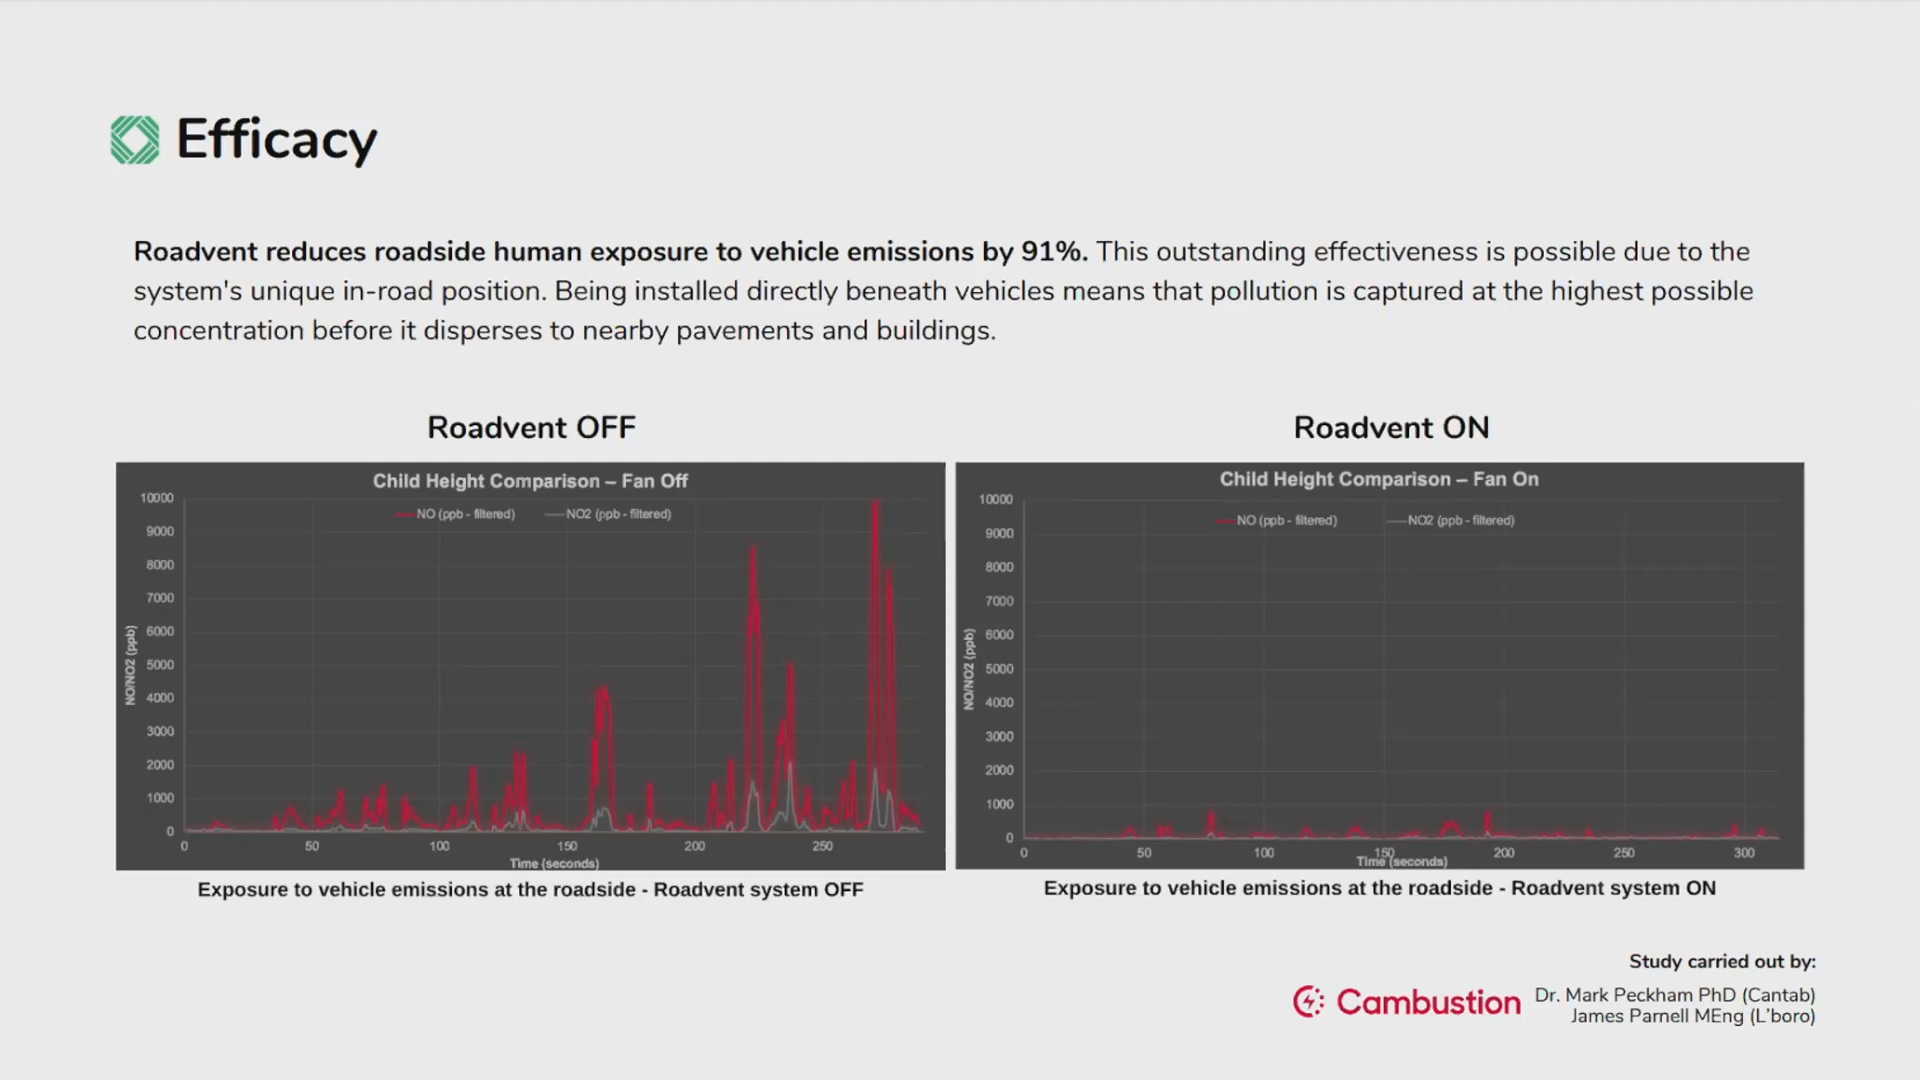 Efficacy
Roadvent reduces roadside human exposure to vehicle emissions by 91%. This outstanding effectiveness is possible due to the
system's unique in-road position. Being installed directly beneath vehicles means that pollution is captured at the highest possible
concentration before it disperses to nearby pavements and buildings.
Roadvent OFF
Child Height Comparison – Fan Off
NO (ppb - filtered) NO2 (ppb - filtered)
10000
9000
8000
7000
6000
5000
4000
3000
2000
1000
0
NO/NO2 (ppb)
0 50 100 150 200 250
Time (seconds)
Exposure to vehicle emissions at the roadside - Roadvent system OFF
Roadvent ON
Child Height Comparison – Fan On
NO (ppb - filtered) NO2 (ppb - filtered)
10000
9000
8000
7000
6000
5000
4000
3000
2000
1000
0
NO/NO2 (ppb)
0 50 100 150 200 250 300
Time (seconds)
Exposure to vehicle emissions at the roadside - Roadvent system ON
Study carried out by:
Cambustion
Dr. Mark Peckham PhD (Cantab)
James Parnell MEng (L'boro)